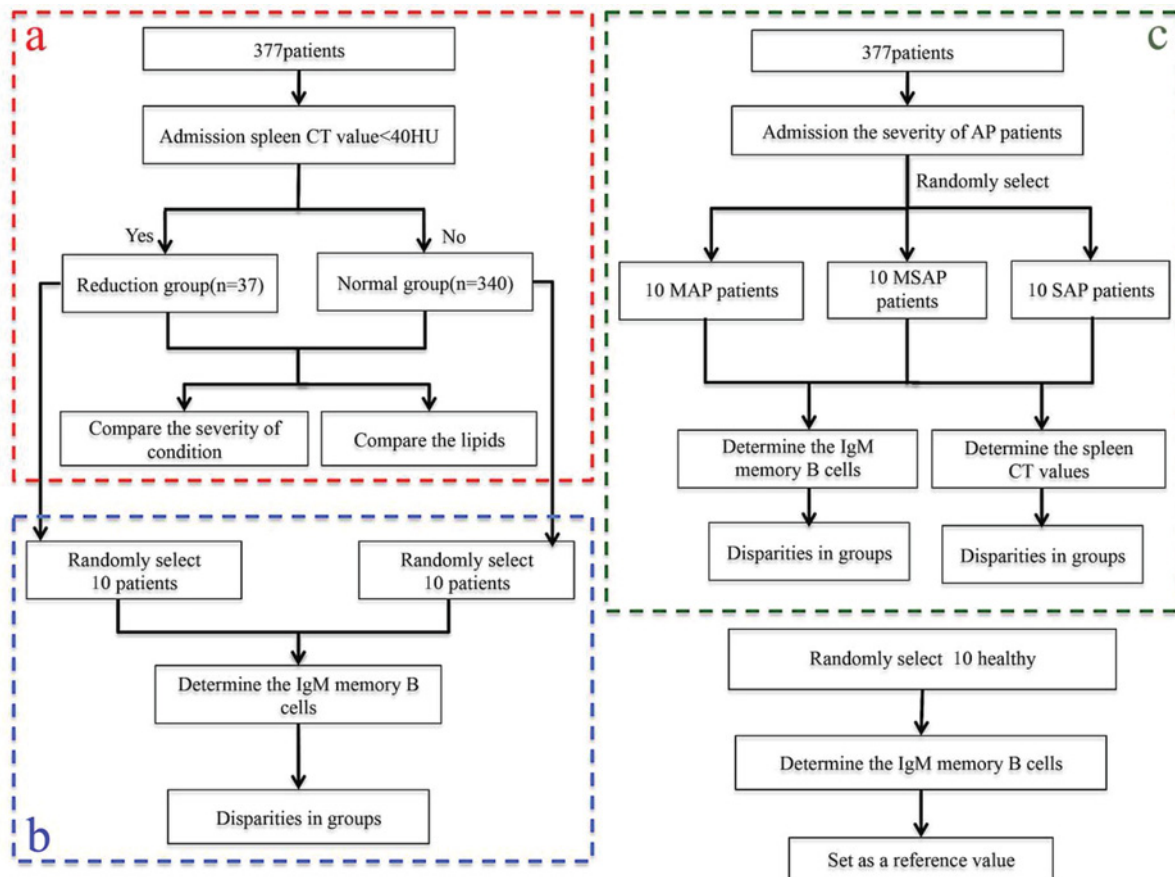 a
377patients
Admission spleen CT value<40HU
Yes
No
Reduction group(n=37)
Normal group(n=340)
Compare the severity of
condition
Compare the lipids
Randomly select
10 patients
Randomly select
10 patients
Determine the IgM memory B
cells
Disparities in groups
b
c
377patients
Admission the severity of AP patients
Randomly select
10 MAP patients
10 MSAP
patients
10 SAP patients
Determine the IgM
memory B cells
Determine the spleen
CT values
Disparities in groups
Disparities in groups
Randomly select 10 healthy
Determine the IgM memory B cells
Set as a reference value